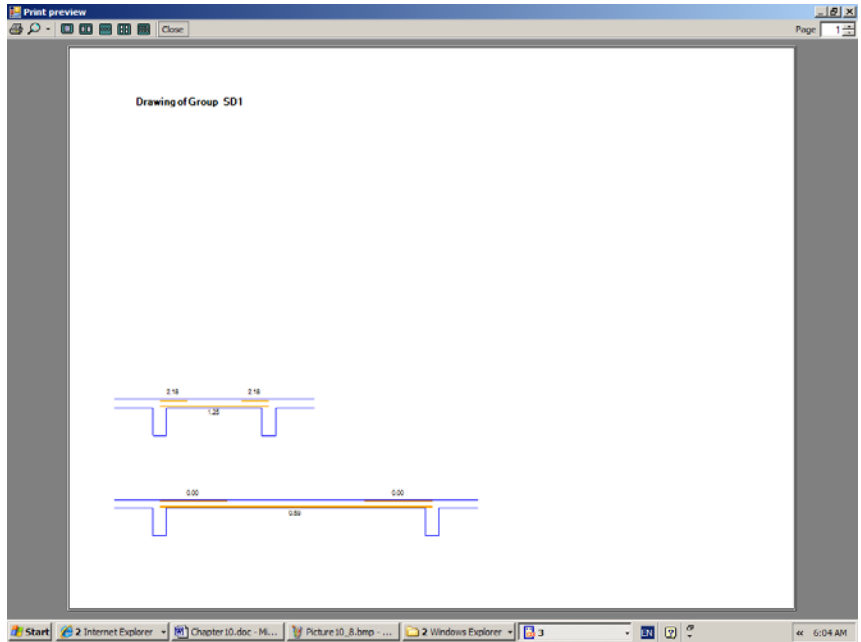 Print preview
Close
Page 1
Drawing of Group SD1
2.18 2.18
1.25
0.00 0.00
0.89
Start 2 Internet Explorer Chapter 10.doc - Mi... Picture 10_8.bmp - ... 2 Windows Explorer 3 EN 6:04 AM